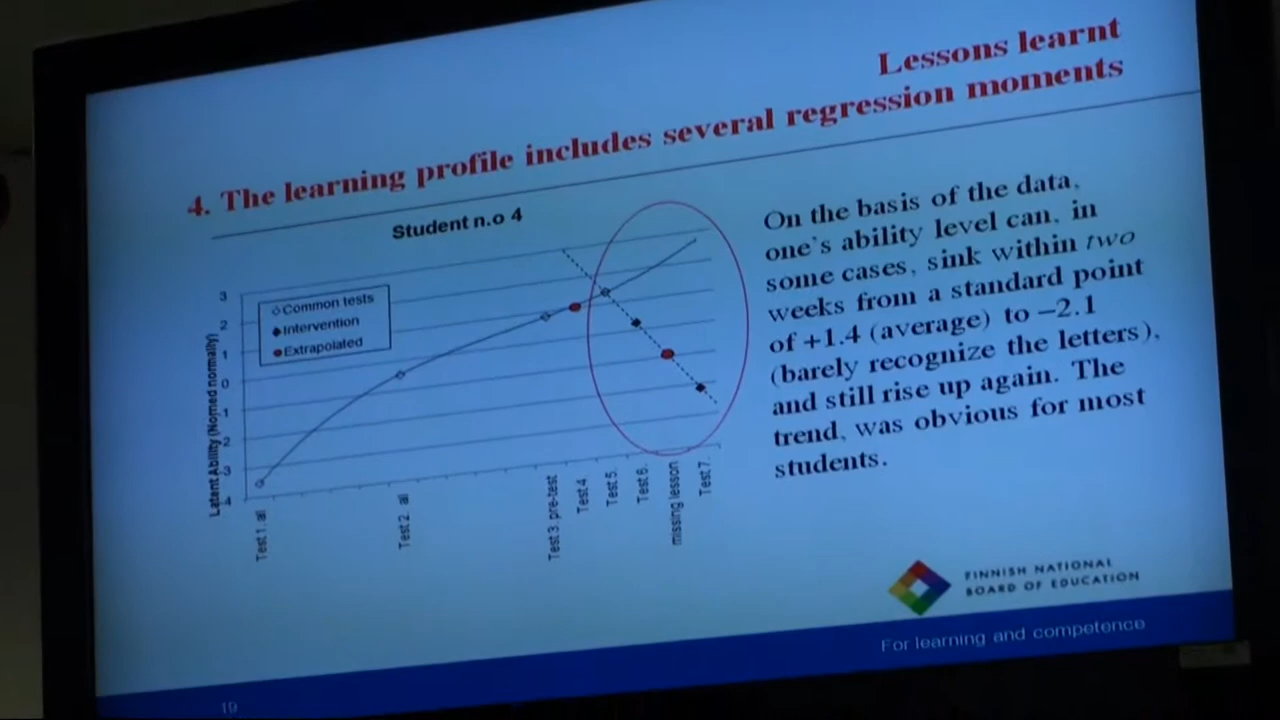 Lessons learnt
4. The learning profile includes several regression moments
Student n.o 4
Common tests
Intervention
Extrapolated
Latent Ability (Nomed normally)
3
2
1
0
1
2
3
4
Test 1. all
Test 2. all
Test 3. pre-test
Test 4.
Test 5.
Test 6.
missing lesson
Test 7.
On the basis of the data,
one's ability level can, in
some cases, sink within two
weeks from a standard point
of +1.4 (average) to –2.1
(barely recognize the letters),
and still rise up again. The
trend, was obvious for most
students.
FINNISH NATIONAL
BOARD OF EDUCATION
For learning and competence
19